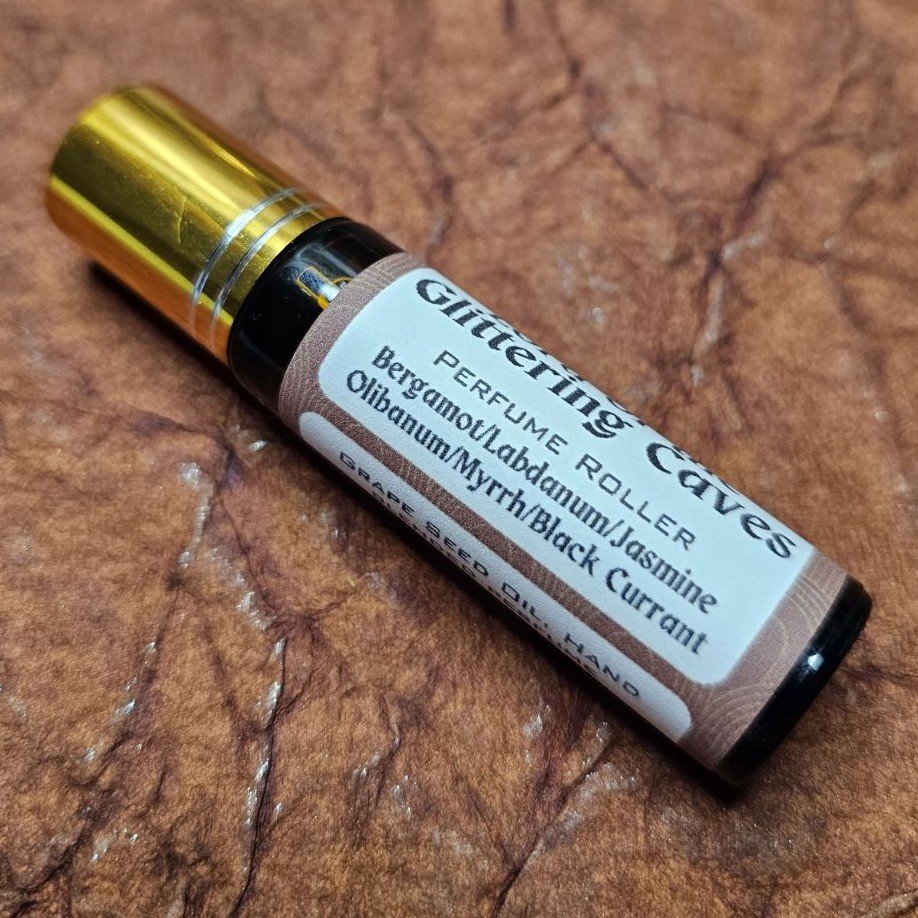 Glittering Caves
Perfume Roller
Bergamot/Labdanum/Jasmine
Olibanum/Myrrh/Black Currant
Grape Seed Oil, Hand